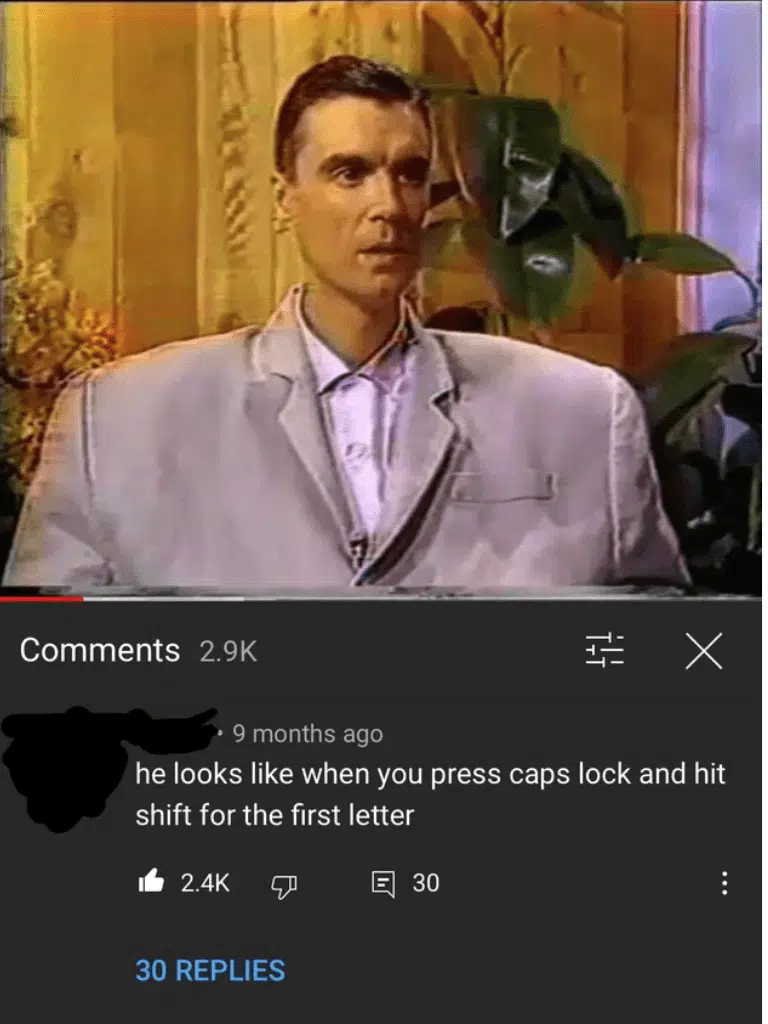 Comments 2.9K
· 9 months ago
he looks like when you press caps lock and hit
shift for the first letter
2.4K 30
30 REPLIES